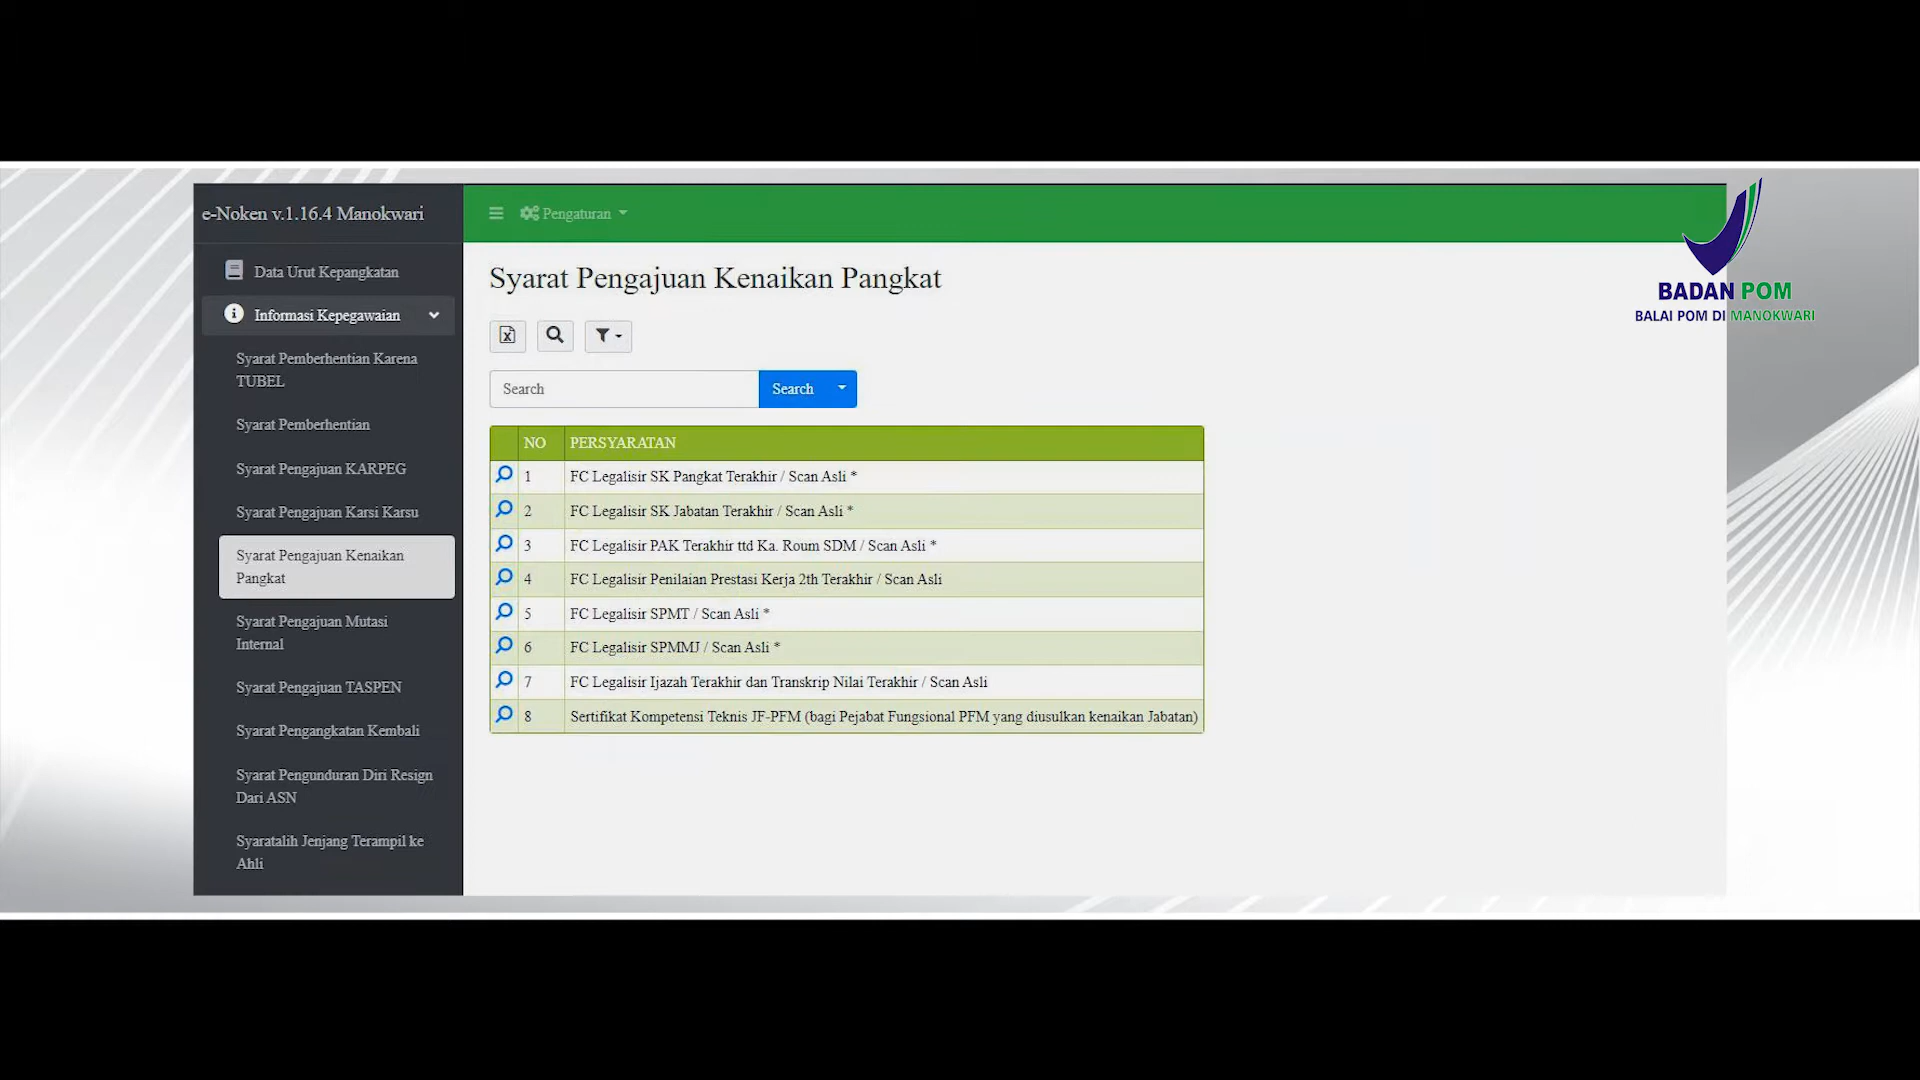 e-Noken v.1.16.4 Manokwari
Pengaturan
Data Urut Kepangkatan
Informasi Kepegawaian
Syarat Pemberhentian Karena
TUBEL
Syarat Pemberhentian
Syarat Pengajuan KARPEG
Syarat Pengajuan Karsi Karsu
Syarat Pengajuan Kenaikan
Pangkat
Syarat Pengajuan Mutasi
Internal
Syarat Pengajuan TASPEN
Syarat Pengangkatan Kembali
Syarat Pengunduran Diri Resign
Dari ASN
Syaratalih Jenjang Terampil ke
Ahli
Syarat Pengajuan Kenaikan Pangkat
Search Search
NO PERSYARATAN
1 FC Legalisir SK Pangkat Terakhir / Scan Asli *
2 FC Legalisir SK Jabatan Terakhir / Scan Asli *
3 FC Legalisir PAK Terakhir ttd Ka. Roum SDM / Scan Asli *
4 FC Legalisir Penilaian Prestasi Kerja 2th Terakhir / Scan Asli
5 FC Legalisir SPMT / Scan Asli *
6 FC Legalisir SPMMJ / Scan Asli *
7 FC Legalisir Ijazah Terakhir dan Transkrip Nilai Terakhir / Scan Asli
8 Sertifikat Kompetensi Teknis JF-PFM (bagi Pejabat Fungsional PFM yang diusulkan kenaikan Jabatan)
BADAN POM
BALAI POM DI MANOKWARI